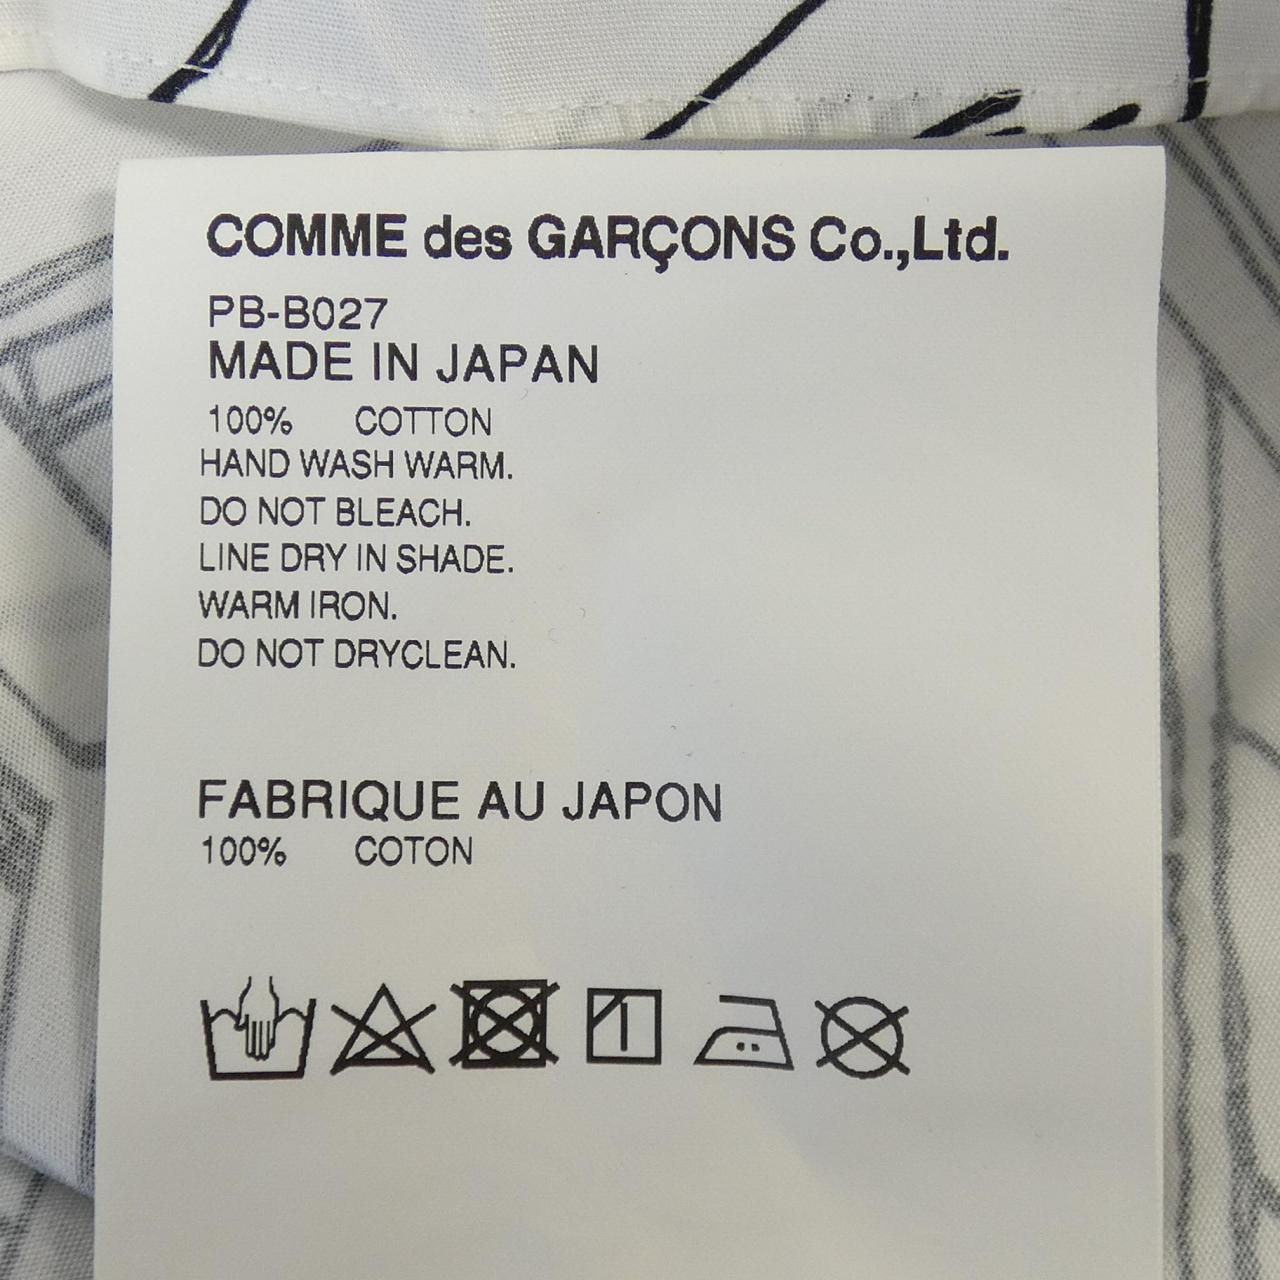 COMME des GARÇONS Co.,Ltd.
PB-B027
MADE IN JAPAN
100% COTTON
HAND WASH WARM.
DO NOT BLEACH.
LINE DRY IN SHADE.
WARM IRON.
DO NOT DRYCLEAN.
FABRIQUE AU JAPON
100% COTON